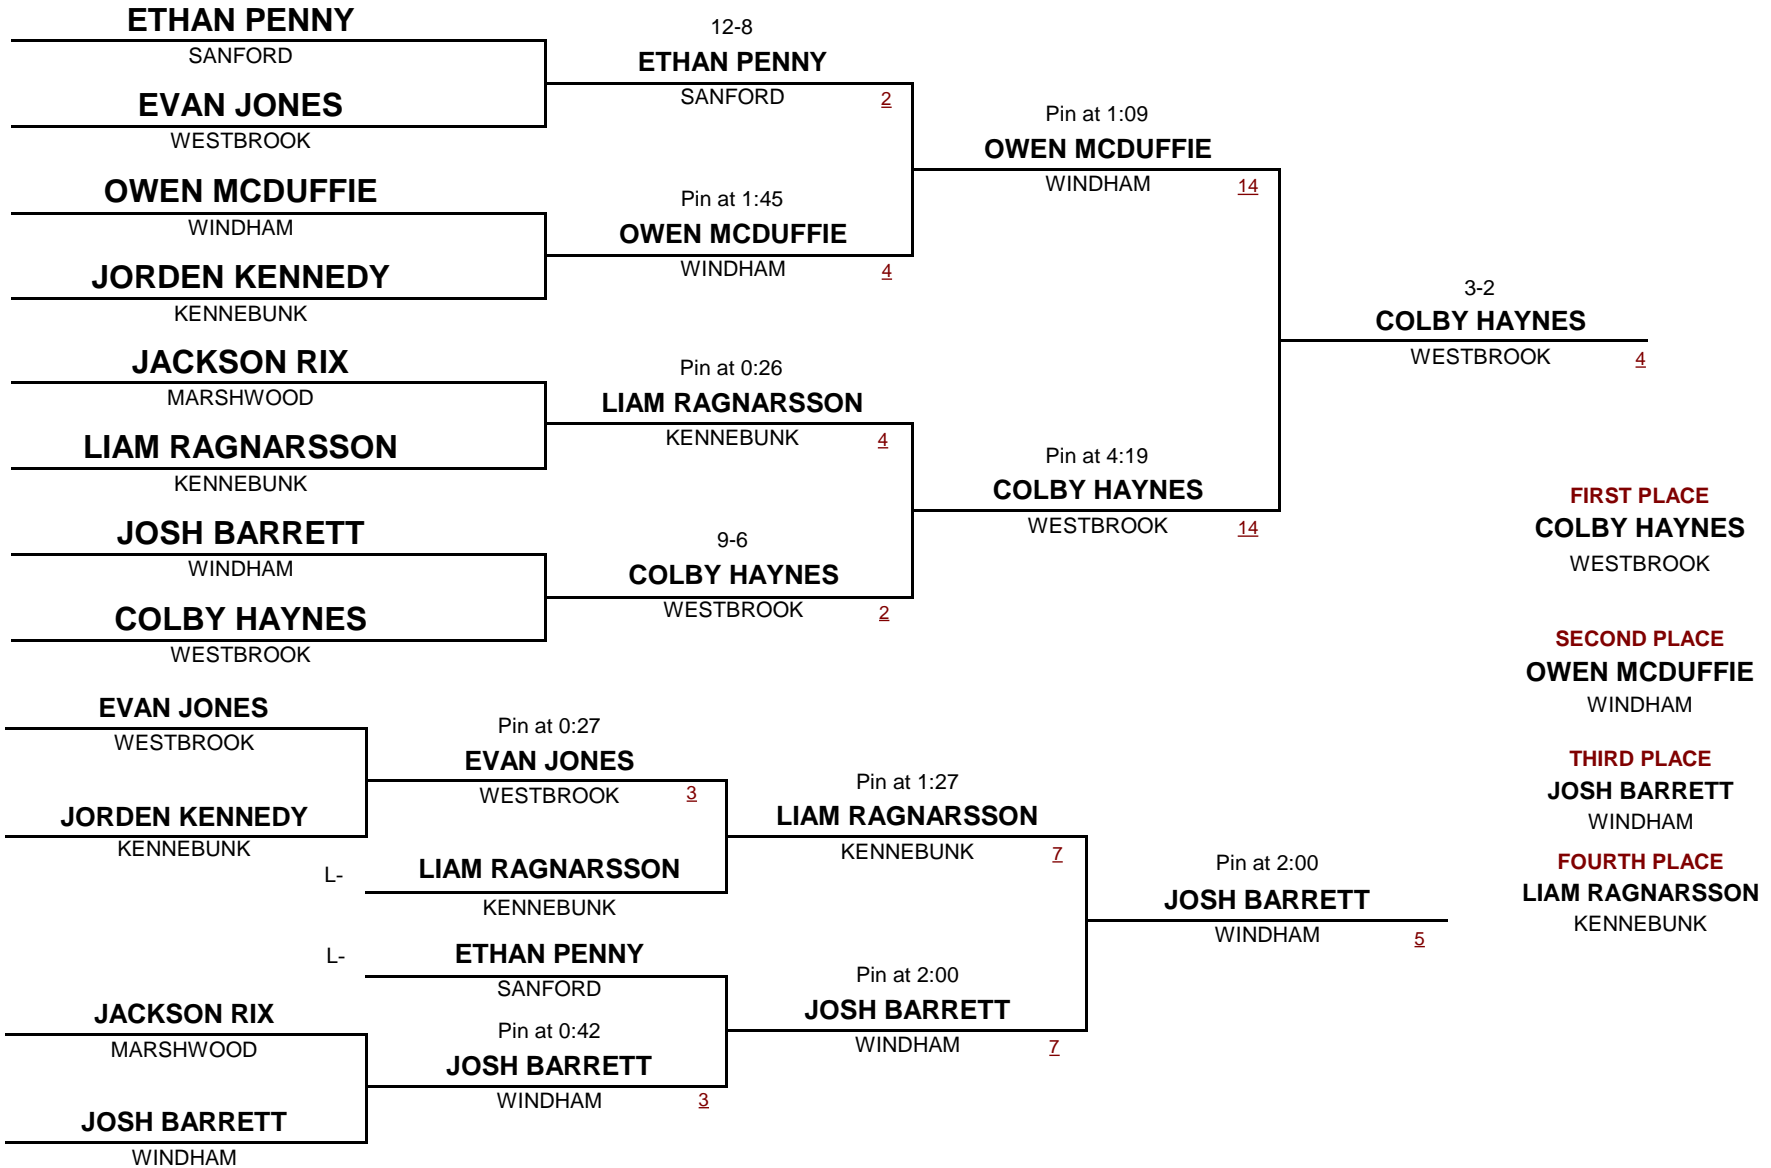 ETHAN PENNY
SANFORD
EVAN JONES
WESTBROOK
OWEN MCDUFFIE
WINDHAM
JORDEN KENNEDY
KENNEBUNK
JACKSON RIX
MARSHWOOD
LIAM RAGNARSSON
KENNEBUNK
JOSH BARRETT
WINDHAM
COLBY HAYNES
WESTBROOK
12-8
ETHAN PENNY
SANFORD 2
Pin at 1:45
OWEN MCDUFFIE
WINDHAM 4
Pin at 0:26
LIAM RAGNARSSON
KENNEBUNK 4
9-6
COLBY HAYNES
WESTBROOK 2
Pin at 1:09
OWEN MCDUFFIE
WINDHAM 14
Pin at 4:19
COLBY HAYNES
WESTBROOK 14
3-2
COLBY HAYNES
WESTBROOK 4
FIRST PLACE
COLBY HAYNES
WESTBROOK
SECOND PLACE
OWEN MCDUFFIE
WINDHAM
THIRD PLACE
JOSH BARRETT
WINDHAM
FOURTH PLACE
LIAM RAGNARSSON
KENNEBUNK
EVAN JONES
WESTBROOK
JORDEN KENNEDY
KENNEBUNK
JACKSON RIX
MARSHWOOD
JOSH BARRETT
WINDHAM
Pin at 0:27
EVAN JONES
WESTBROOK 3
L- LIAM RAGNARSSON
KENNEBUNK
L- ETHAN PENNY
SANFORD
Pin at 0:42
JOSH BARRETT
WINDHAM 3
Pin at 1:27
LIAM RAGNARSSON
KENNEBUNK 7
Pin at 2:00
JOSH BARRETT
WINDHAM 7
Pin at 2:00
JOSH BARRETT
WINDHAM 5